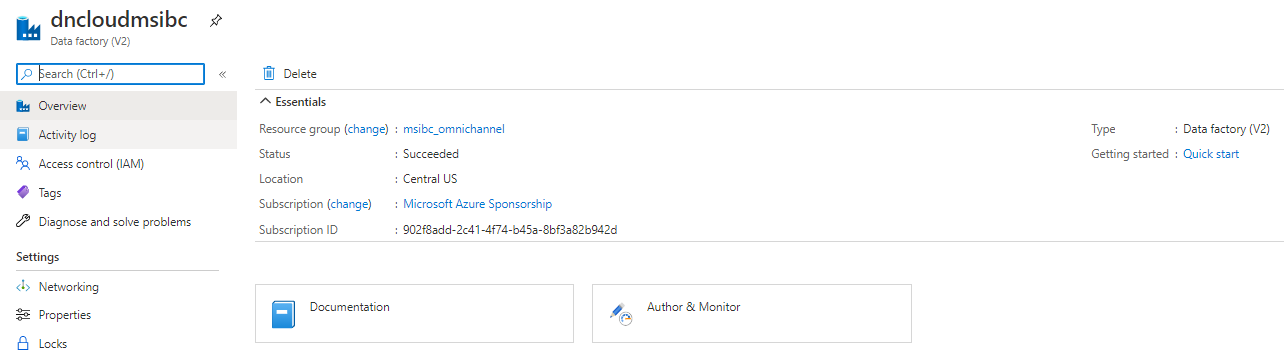 dncloudmsibc
Data factory (V2)
Search (Ctrl+/)
«
Overview
Activity log
Access control (IAM)
Tags
Diagnose and solve problems
Settings
Networking
Properties
Locks
Delete
Essentials
Resource group (change) : msibc_omnichannel
Status : Succeeded
Location : Central US
Subscription (change) : Microsoft Azure Sponsorship
Subscription ID : 902f8add-2c41-4f74-b45a-8bf3a82b942d
Type : Data factory (V2)
Getting started : Quick start
Documentation
Author & Monitor